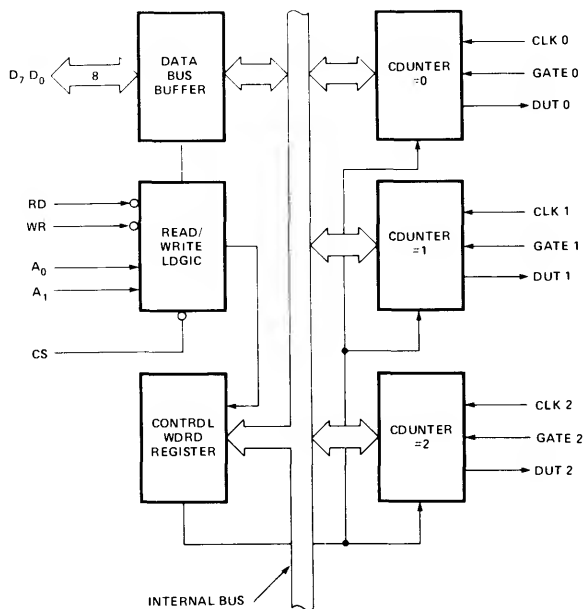 D7 D0
8
DATA
BUS
BUFFER
CDUNTER
=0
CLK 0
GATE 0
DUT 0
RD
WR
A0
A1
CS
READ/
WRITE
LDGIC
CDUNTER
=1
CLK 1
GATE 1
DUT 1
CONTRDL
WDRD
REGISTER
CDUNTER
=2
CLK 2
GATE 2
DUT 2
INTERNAL BUS